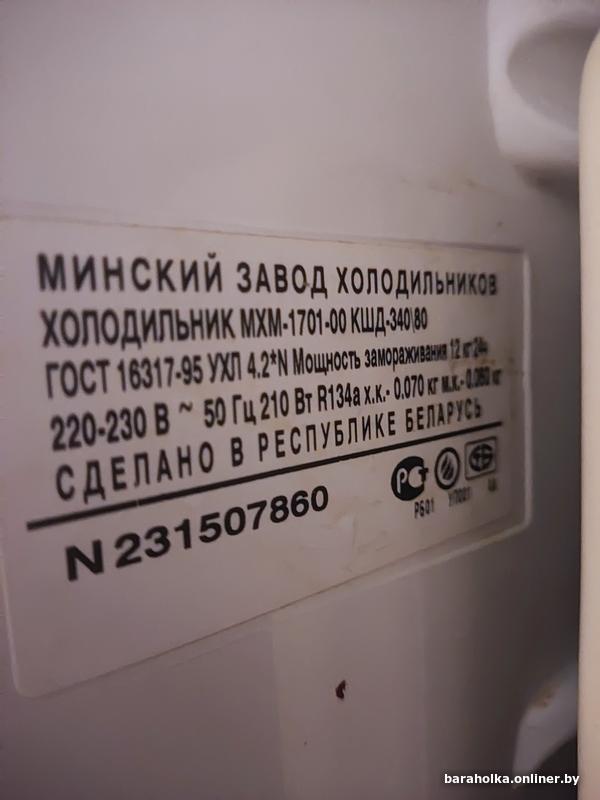 МИНСКИЙ ЗАВОД ХОЛОДИЛЬНИКОВ
ХОЛОДИЛЬНИК МХМ-1701-00 КШД-340\80
ГОСТ 16317-95 УХЛ 4.2*N Мощность замораживания 12 кг\24ч
220-230 В ~ 50 Гц 210 Вт R134a х.к.- 0.070 кг м.к.- 0.060 кг
СДЕЛАНО В РЕСПУБЛИКЕ БЕЛАРУСЬ
РБ01
N 231507860
baraholka.onliner.by